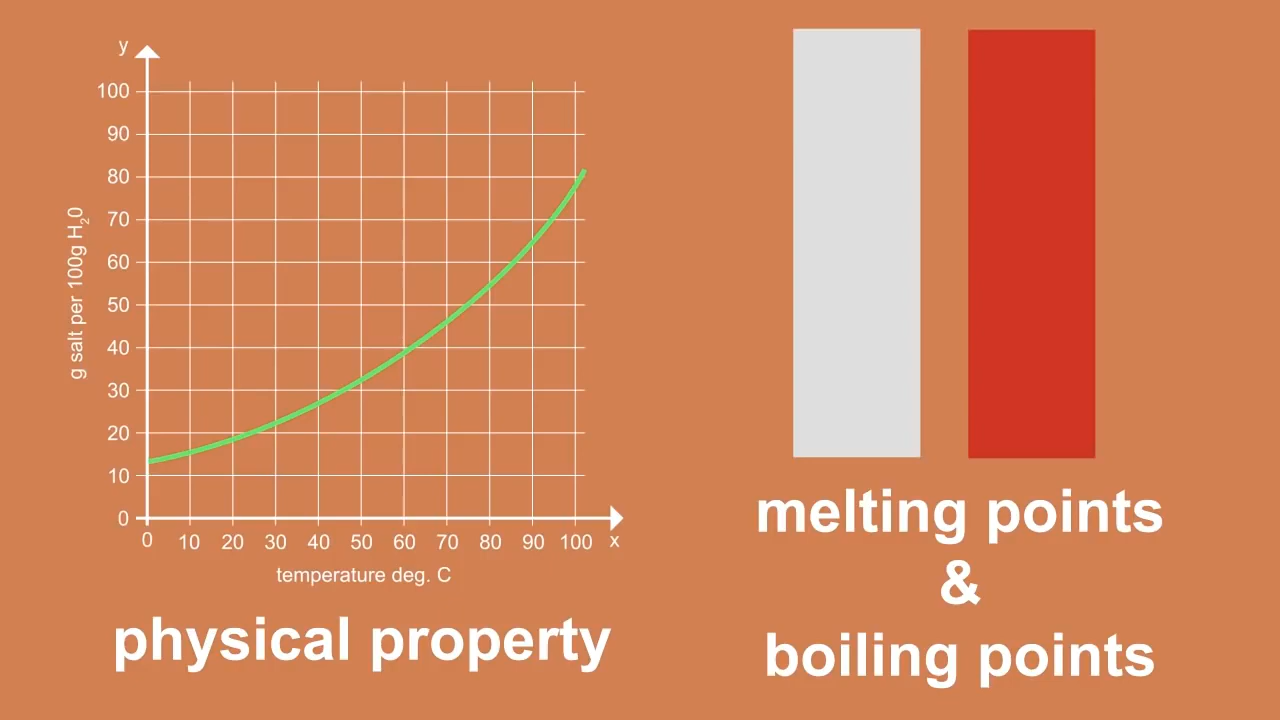 y
100
90
80
70
60
50
40
30
20
10
0
g salt per 100g H₂0
0 10 20 30 40 50 60 70 80 90 100 x
temperature deg. C
physical property
melting points
&
boiling points